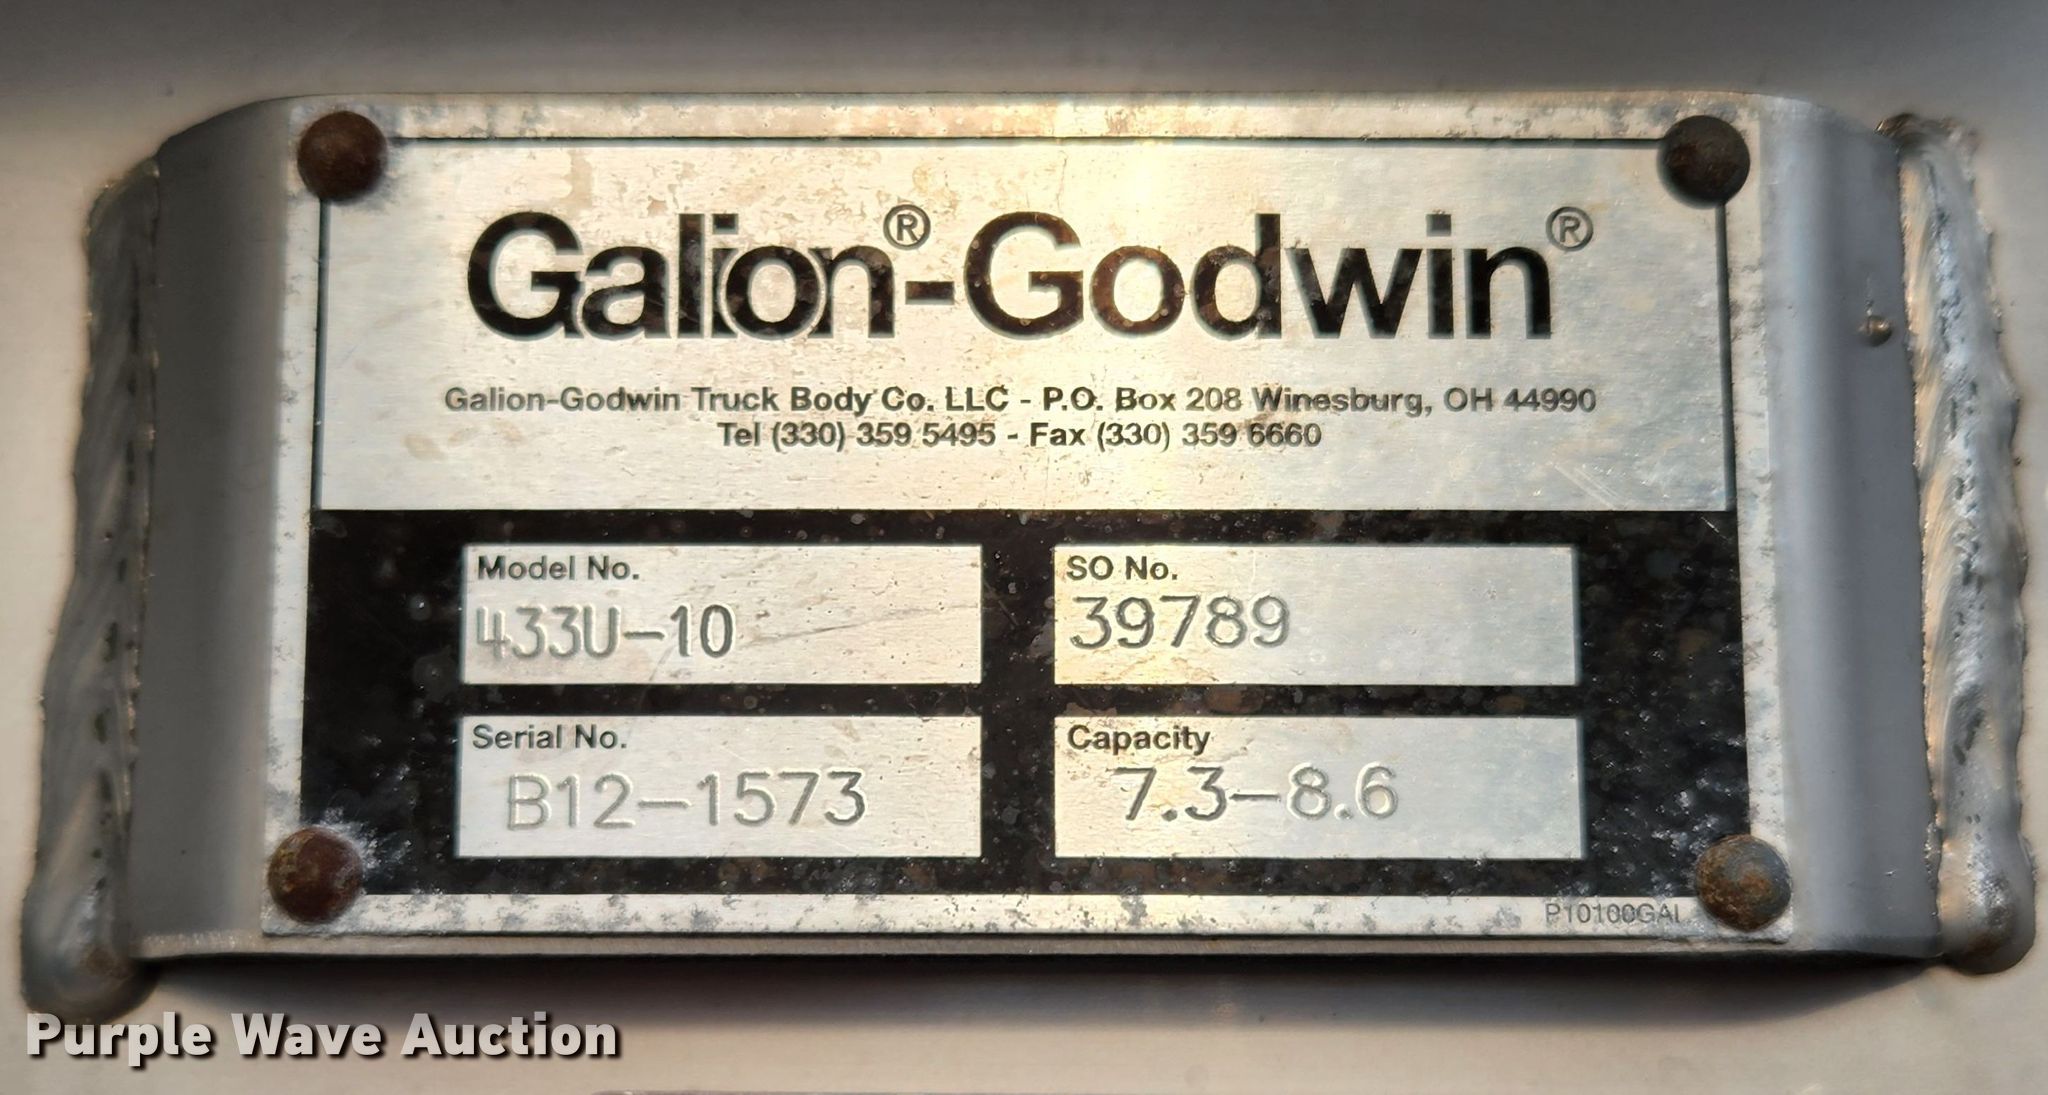 Galion®-Godwin®
Galion-Godwin Truck Body Co. LLC - P.O. Box 208 Winesburg, OH 44990
Tel (330) 359 5495 - Fax (330) 359 6660
Model No.
433U-10
SO No.
39789
Serial No.
B12-1573
Capacity
7.3-8.6
P10100GAL
Purple Wave Auction